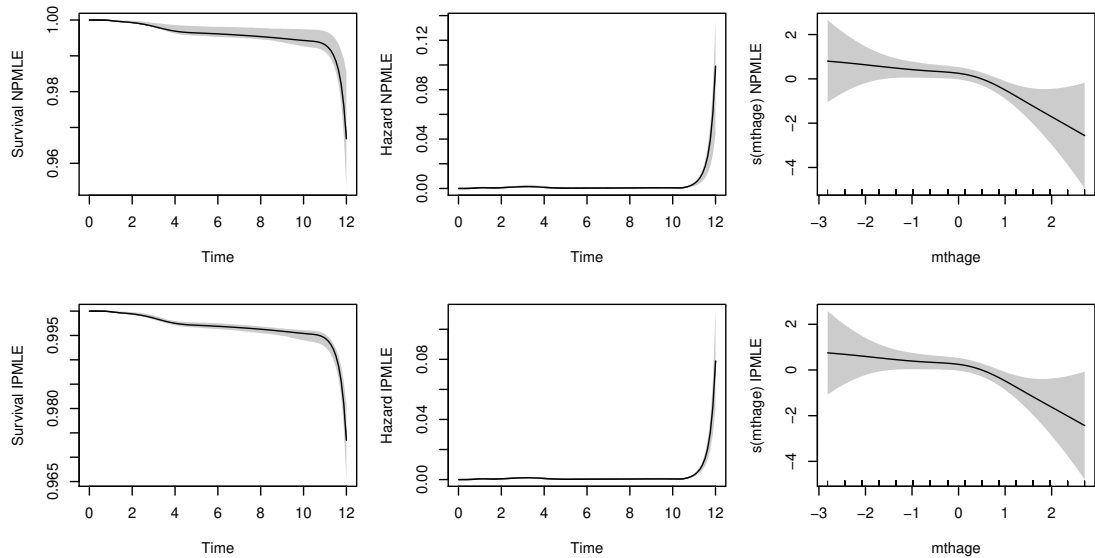 Survival NPMLE
0.96 0.98 1.00
0 2 4 6 8 10 12
Time
Hazard NPMLE
0.00 0.04 0.08 0.12
0 2 4 6 8 10 12
Time
s(mthage) NPMLE
−4 −2 0 2
−3 −2 −1 0 1 2
mthage
Survival IPMLE
0.965 0.980 0.995
0 2 4 6 8 10 12
Time
Hazard IPMLE
0.00 0.04 0.08
0 2 4 6 8 10 12
Time
s(mthage) IPMLE
−4 −2 0 2
−3 −2 −1 0 1 2
mthage